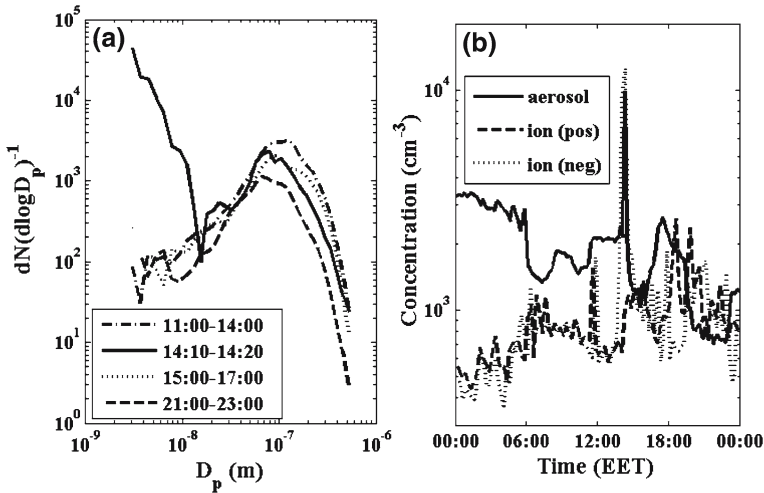 (a)
dN(dlogD_p)^-1
10^5
10^4
10^3
10^2
10^1
10^0
11:00-14:00
14:10-14:20
15:00-17:00
21:00-23:00
10^-9
10^-8
10^-7
10^-6
D_p (m)
(b)
Concentration (cm^-3)
10^4
10^3
aerosol
ion (pos)
ion (neg)
00:00
06:00
12:00
18:00
00:00
Time (EET)